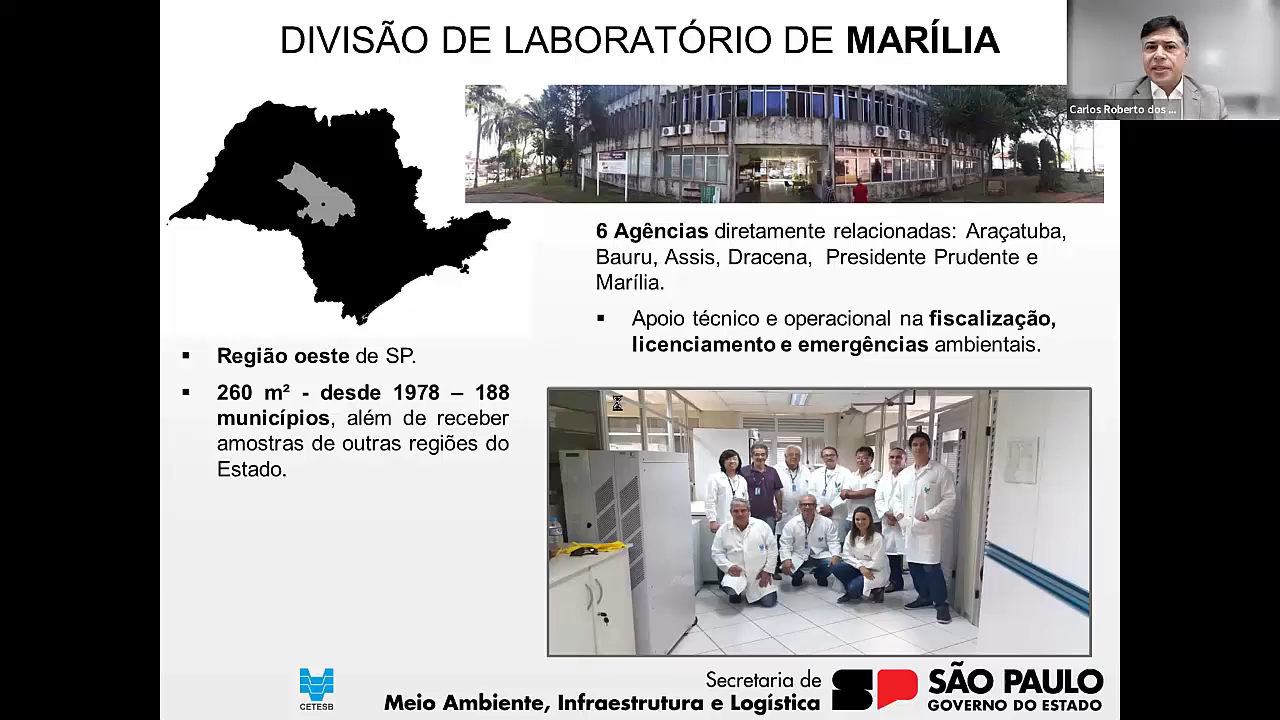 DIVISÃO DE LABORATÓRIO DE MARÍLIA
Carlos Roberto dos ...
6 Agências diretamente relacionadas: Araçatuba,
Bauru, Assis, Dracena, Presidente Prudente e
Marília.
▪ Apoio técnico e operacional na fiscalização,
licenciamento e emergências ambientais.
▪ Região oeste de SP.
▪ 260 m² - desde 1978 – 188
municípios, além de receber
amostras de outras regiões do
Estado.
CETESB
Secretaria de
Meio Ambiente, Infraestrutura e Logística
SÃO PAULO
GOVERNO DO ESTADO